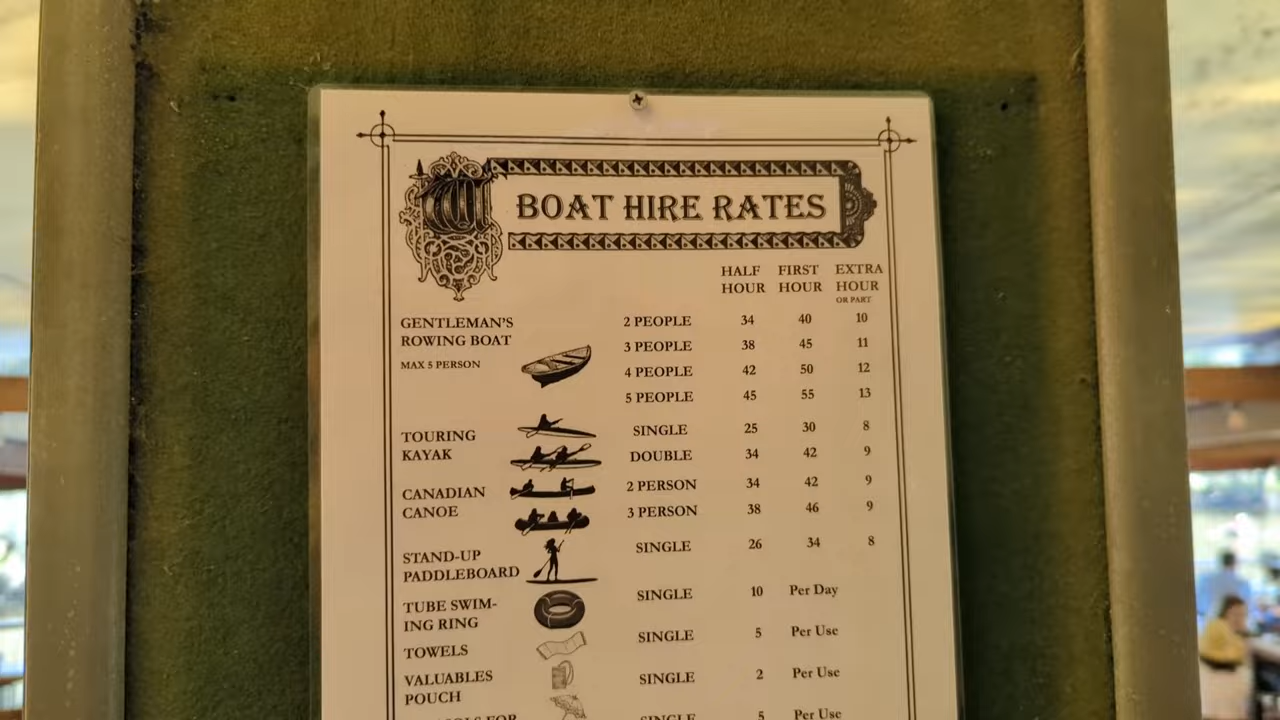 BOAT HIRE RATES
HALF HOUR FIRST HOUR EXTRA HOUR
OR PART
GENTLEMAN'S 2 PEOPLE 34 40 10
ROWING BOAT
MAX 5 PERSON 3 PEOPLE 38 45 11
4 PEOPLE 42 50 12
5 PEOPLE 45 55 13
TOURING SINGLE 25 30 8
KAYAK DOUBLE 34 42 9
CANADIAN 2 PERSON 34 42 9
CANOE 3 PERSON 38 46 9
STAND-UP SINGLE 26 34 8
PADDLEBOARD
TUBE SWIM- SINGLE 10 Per Day
ING RING
TOWELS SINGLE 5 Per Use
VALUABLES SINGLE 2 Per Use
POUCH
FOR SINGLE 5 Per Use